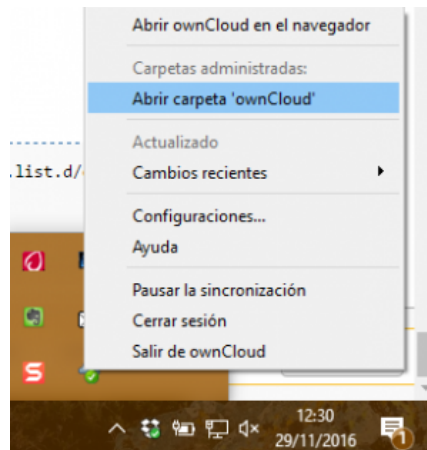 Abrir ownCloud en el navegador
Carpetas administradas:
Abrir carpeta 'ownCloud'
Actualizado
.list.d/
Cambios recientes
Configuraciones...
Ayuda
Pausar la sincronización
Cerrar sesión
Salir de ownCloud
S
12:30
29/11/2016
1